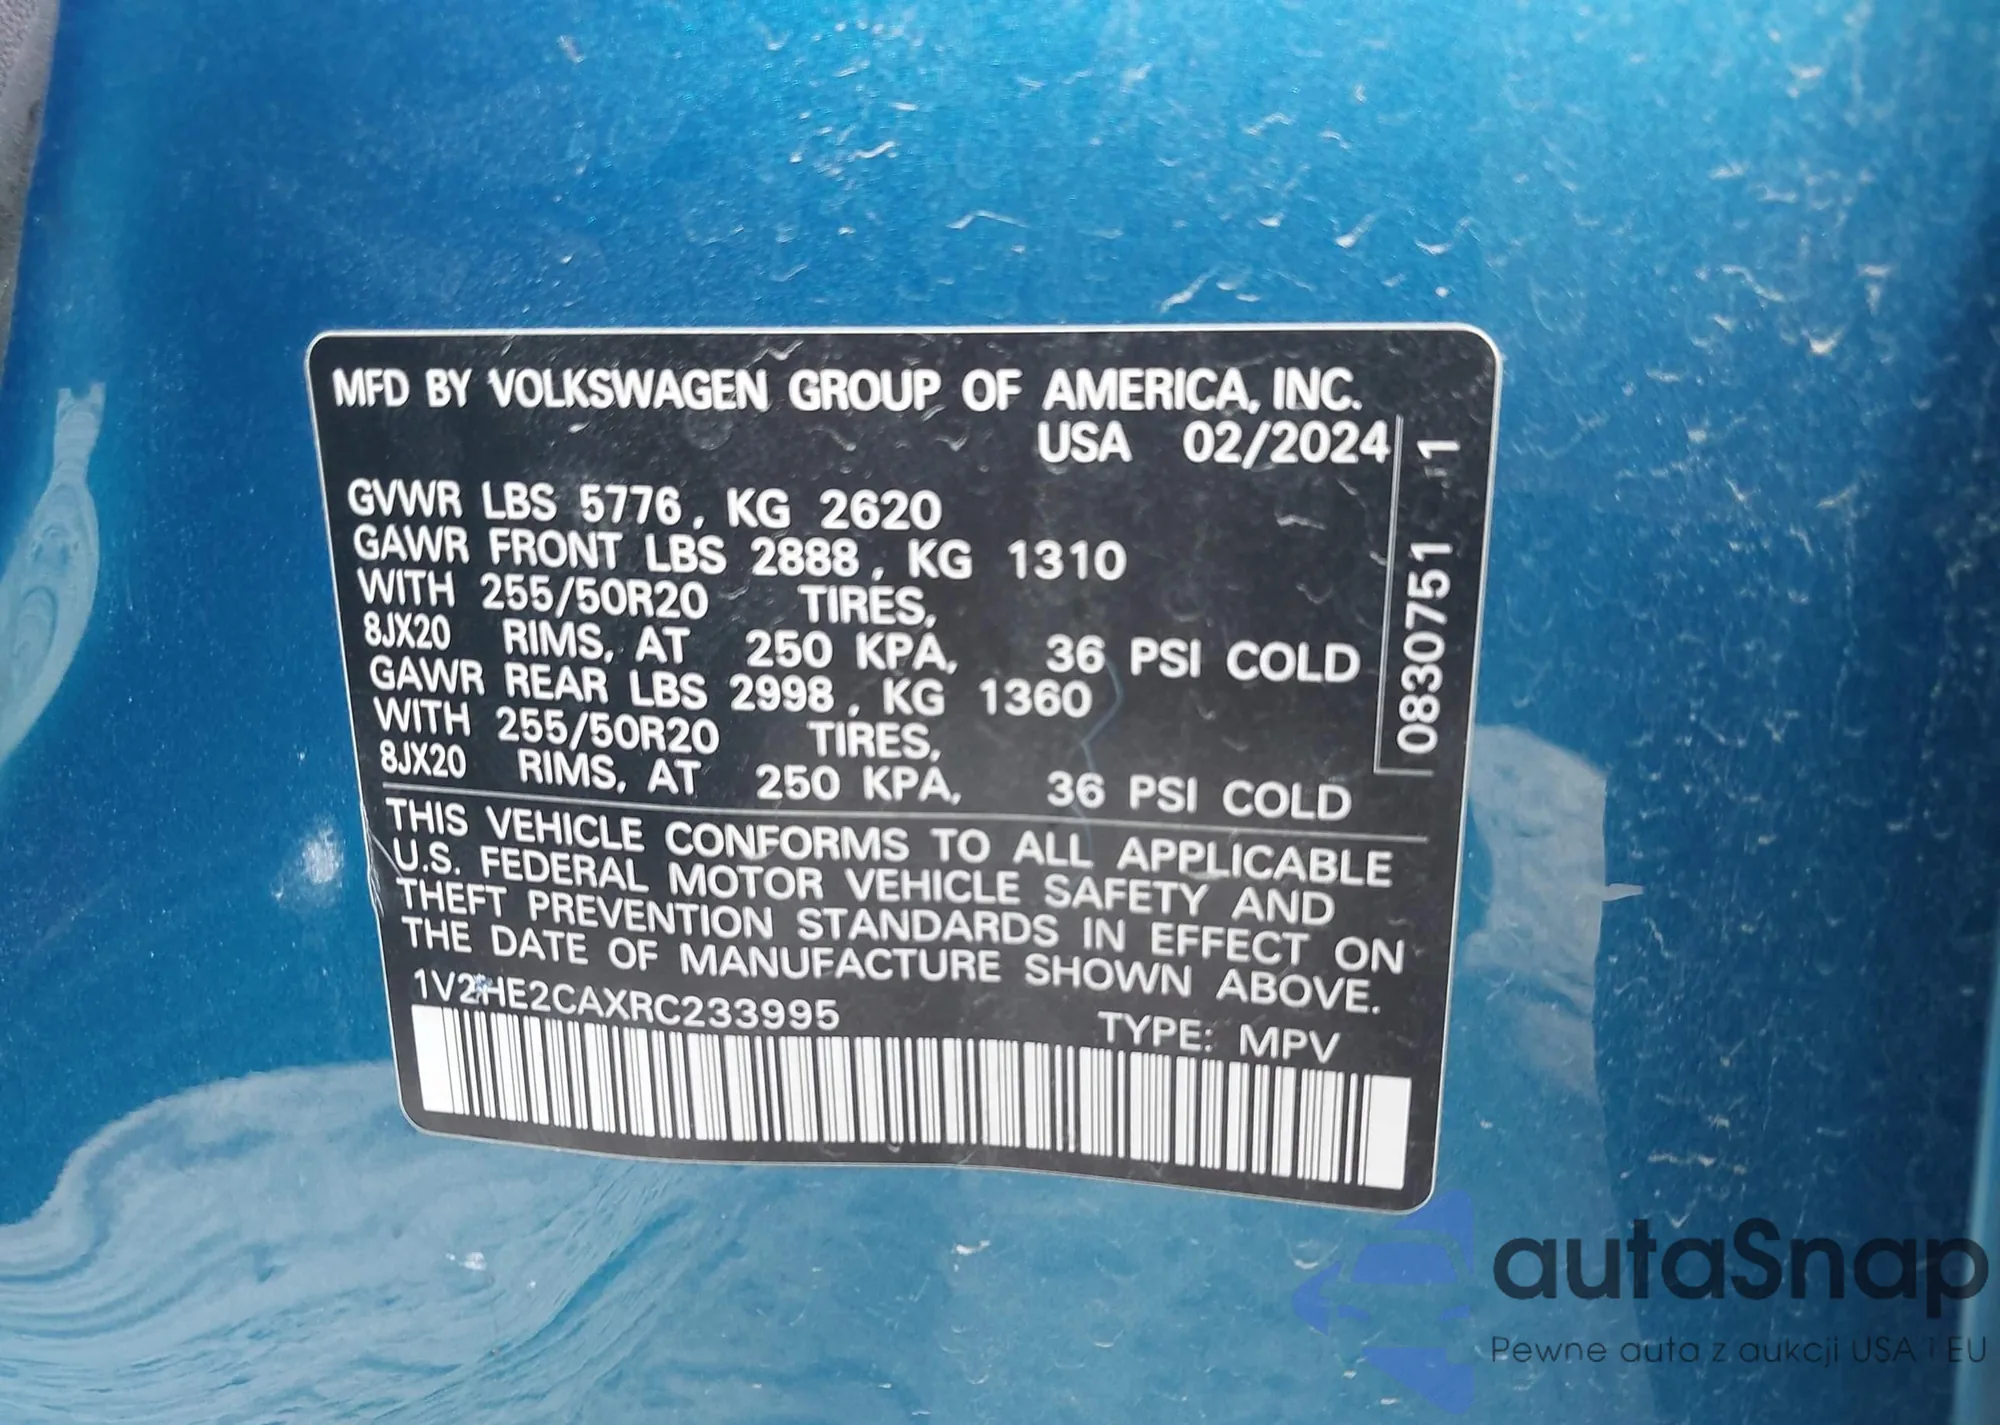 MFD BY VOLKSWAGEN GROUP OF AMERICA, INC.
USA 02/2024
GVWR LBS 5776, KG 2620
GAWR FRONT LBS 2888, KG 1310
WITH 255/50R20 TIRES,
8JX20 RIMS, AT 250 KPA, 36 PSI COLD
GAWR REAR LBS 2998, KG 1360
WITH 255/50R20 TIRES,
8JX20 RIMS, AT 250 KPA, 36 PSI COLD
0830751 1
THIS VEHICLE CONFORMS TO ALL APPLICABLE
U.S. FEDERAL MOTOR VEHICLE SAFETY AND
THEFT PREVENTION STANDARDS IN EFFECT ON
THE DATE OF MANUFACTURE SHOWN ABOVE.
1V2HE2CAXRC233995
TYPE: MPV
autaSnap
Pewne auta z aukcji USA i EU